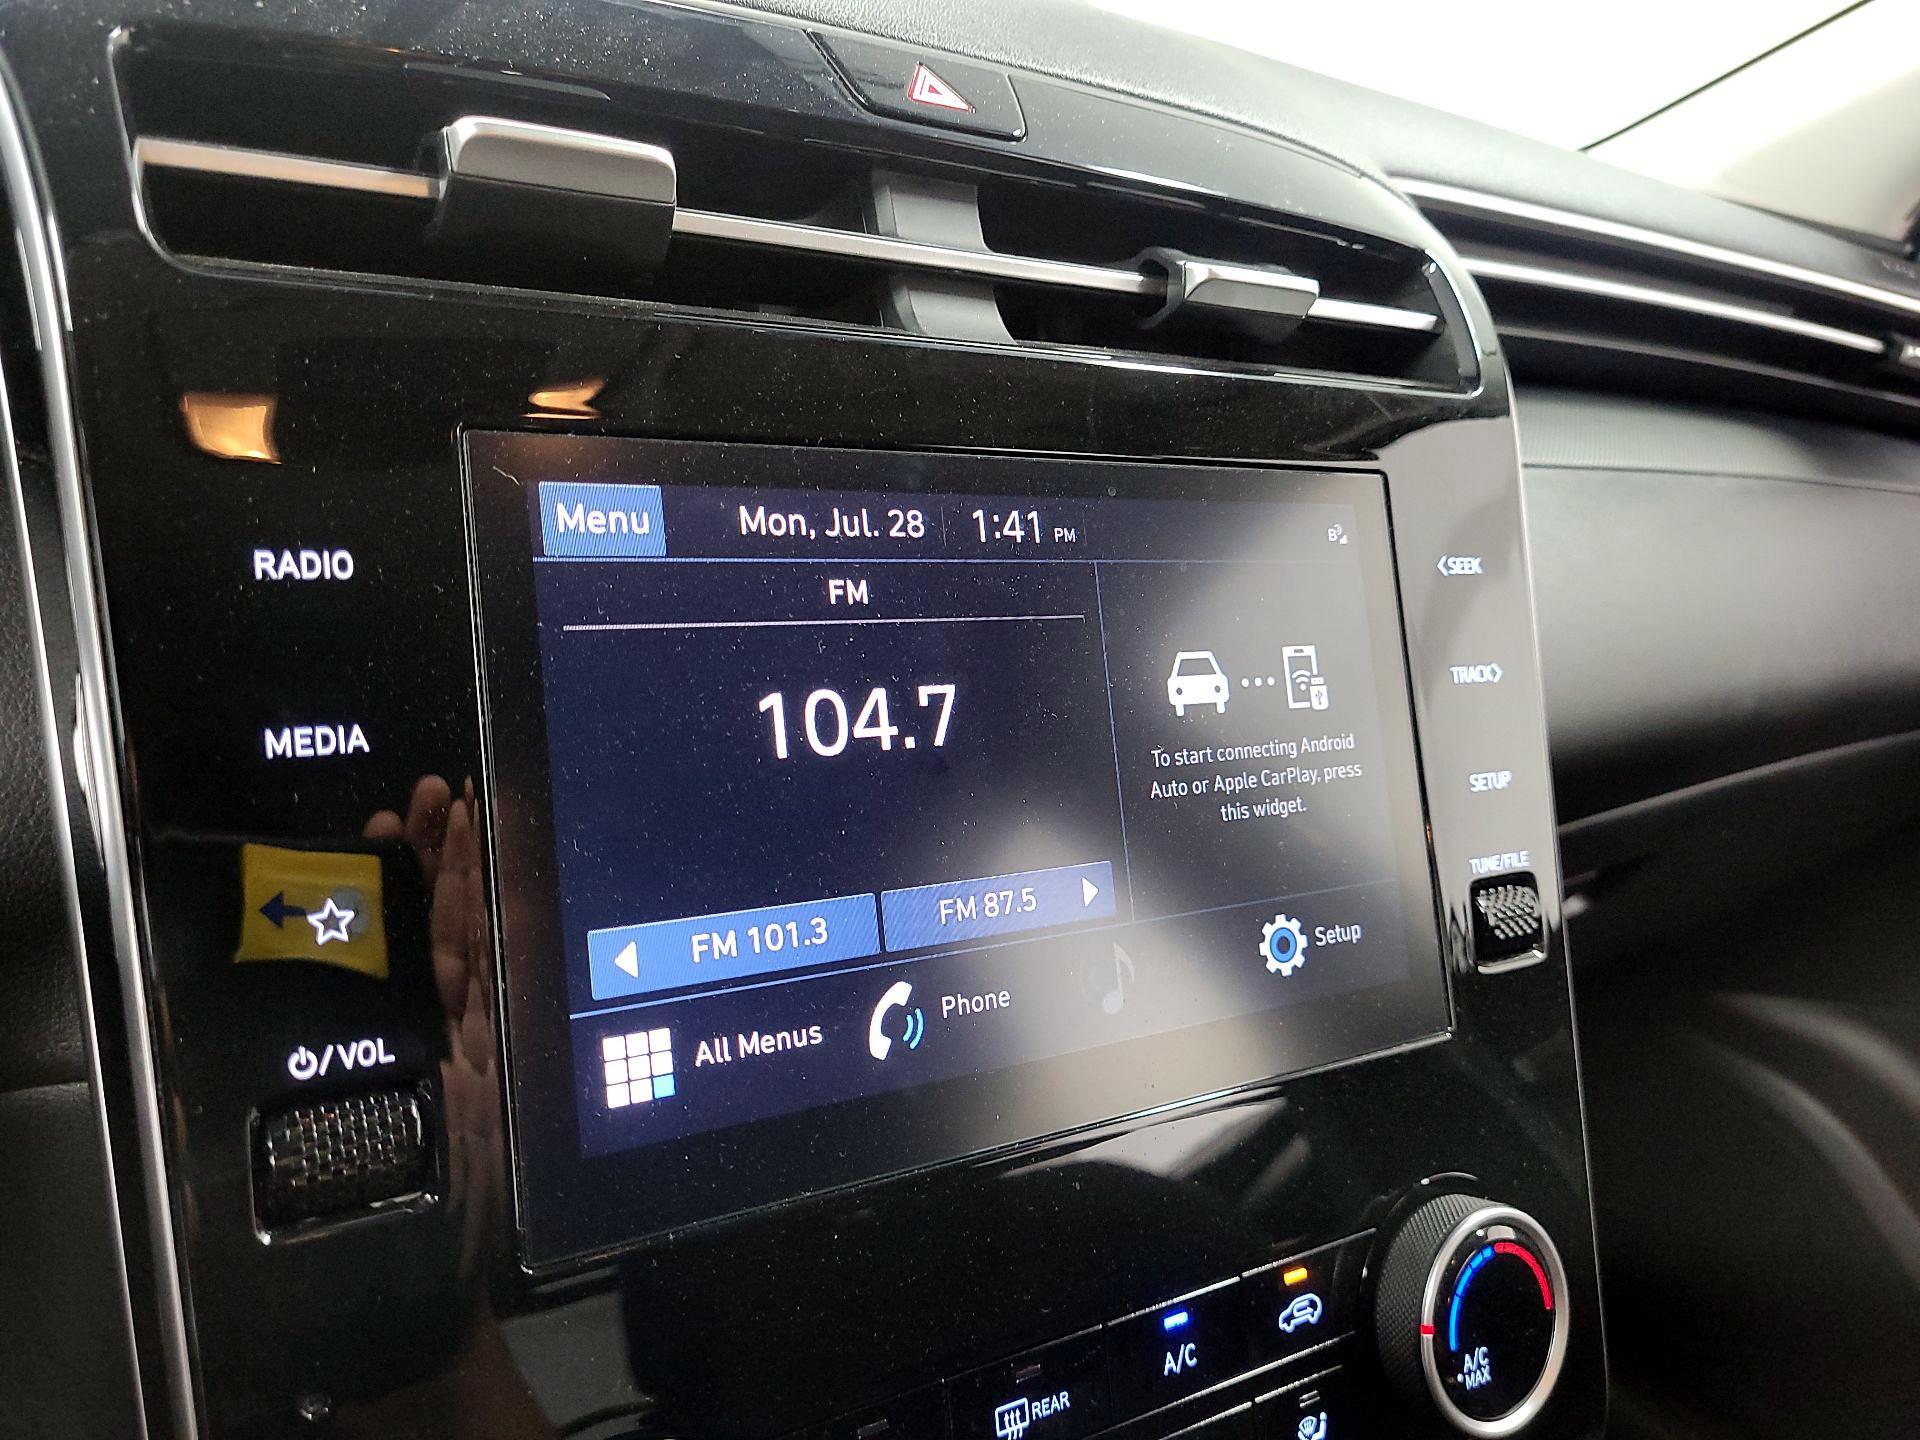 Menu
Mon, Jul. 28
1:41 PM
B
FM
104.7
FM 101.3
FM 87.5
To start connecting Android
Auto or Apple CarPlay, press
this widget.
All Menus
Phone
Setup
RADIO
MEDIA
/VOL
<SEEK
TRACK>
SETUP
TUNE/FILE
REAR
A/C
A/C
MAX